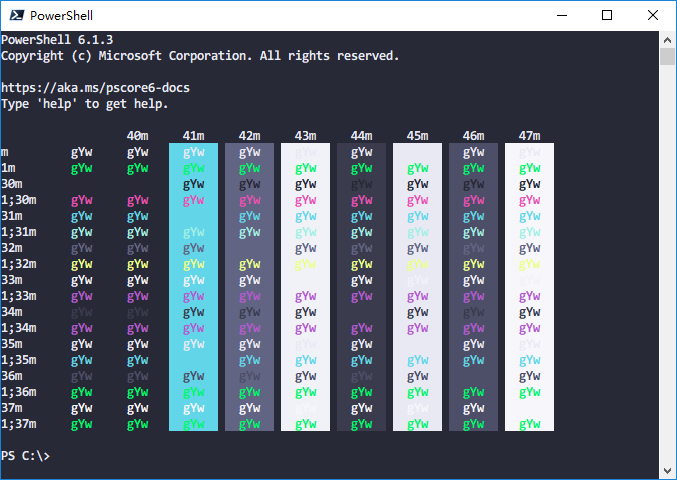 PowerShell
PowerShell 6.1.3
Copyright (c) Microsoft Corporation. All rights reserved.
https://aka.ms/pscore6-docs
Type 'help' to get help.
40m 41m 42m 43m 44m 45m 46m 47m
m gYw gYw gYw gYw gYw gYw gYw gYw gYw
1m gYw gYw gYw gYw gYw gYw gYw gYw gYw
30m gYw gYw gYw gYw gYw gYw gYw
1;30m gYw gYw gYw gYw gYw gYw gYw gYw gYw
31m gYw gYw gYw gYw gYw gYw gYw gYw
1;31m gYw gYw gYw gYw gYw gYw gYw gYw gYw
32m gYw gYw gYw gYw gYw gYw gYw gYw
1;32m gYw gYw gYw gYw gYw gYw gYw gYw gYw
33m gYw gYw gYw gYw gYw gYw gYw gYw
1;33m gYw gYw gYw gYw gYw gYw gYw gYw gYw
34m gYw gYw gYw gYw gYw gYw gYw gYw
1;34m gYw gYw gYw gYw gYw gYw gYw gYw gYw
35m gYw gYw gYw gYw gYw gYw gYw gYw
1;35m gYw gYw gYw gYw gYw gYw gYw gYw
36m gYw gYw gYw gYw gYw gYw gYw gYw
1;36m gYw gYw gYw gYw gYw gYw gYw gYw gYw
37m gYw gYw gYw gYw gYw gYw gYw gYw
1;37m gYw gYw gYw gYw gYw gYw gYw gYw gYw
PS C:\>